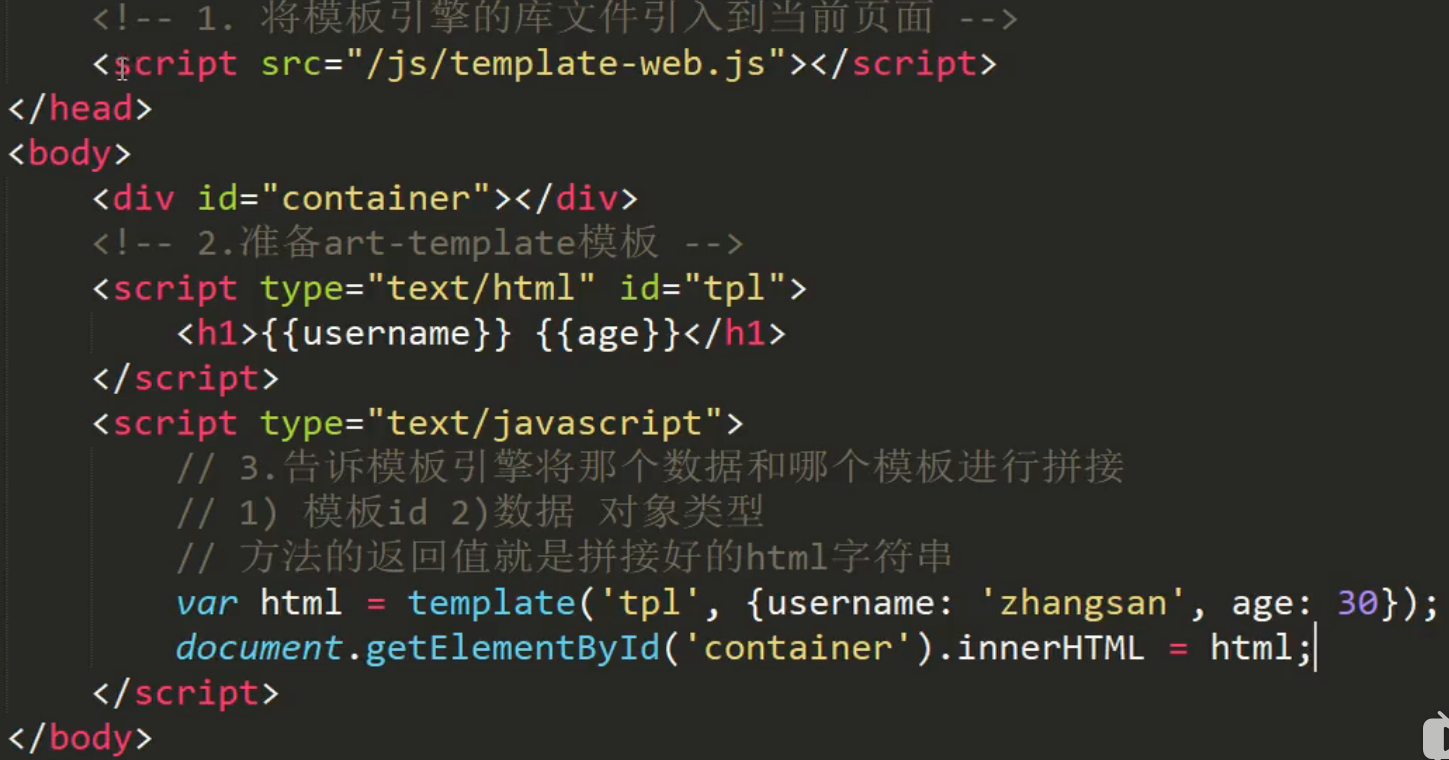 <!-- 1. 将模板引擎的库文件引入到当前页面 -->
<script src="/js/template-web.js"></script>
</head>
<body>
<div id="container"></div>
<!-- 2.准备art-template模板 -->
<script type="text/html" id="tpl">
<h1>{{username}} {{age}}</h1>
</script>
<script type="text/javascript">
// 3.告诉模板引擎将那个数据和哪个模板进行拼接
// 1) 模板id 2)数据 对象类型
// 方法的返回值就是拼接好的html字符串
var html = template('tpl', {username: 'zhangsan', age: 30});
document.getElementById('container').innerHTML = html;
</script>
</body>